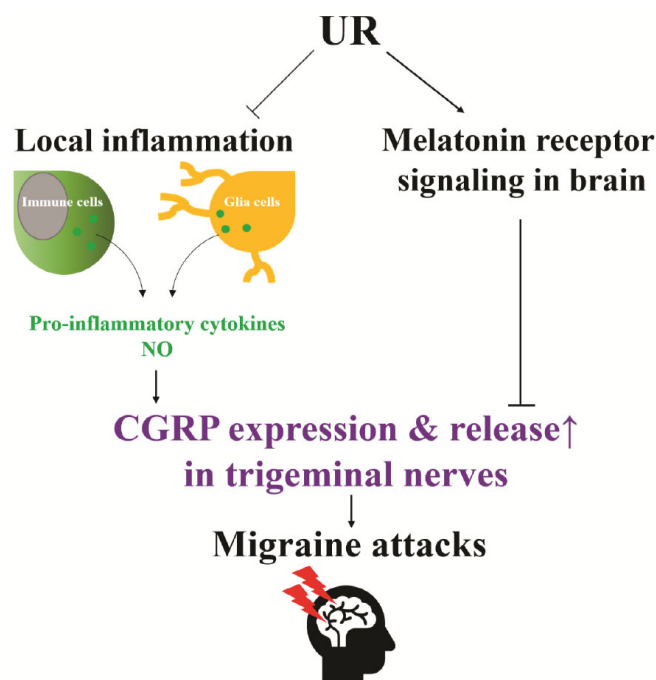 UR
Local inflammation
Melatonin receptor
signaling in brain
Immune cells
Glia cells
Pro-inflammatory cytokines
NO
CGRP expression & release↑
in trigeminal nerves
Migraine attacks